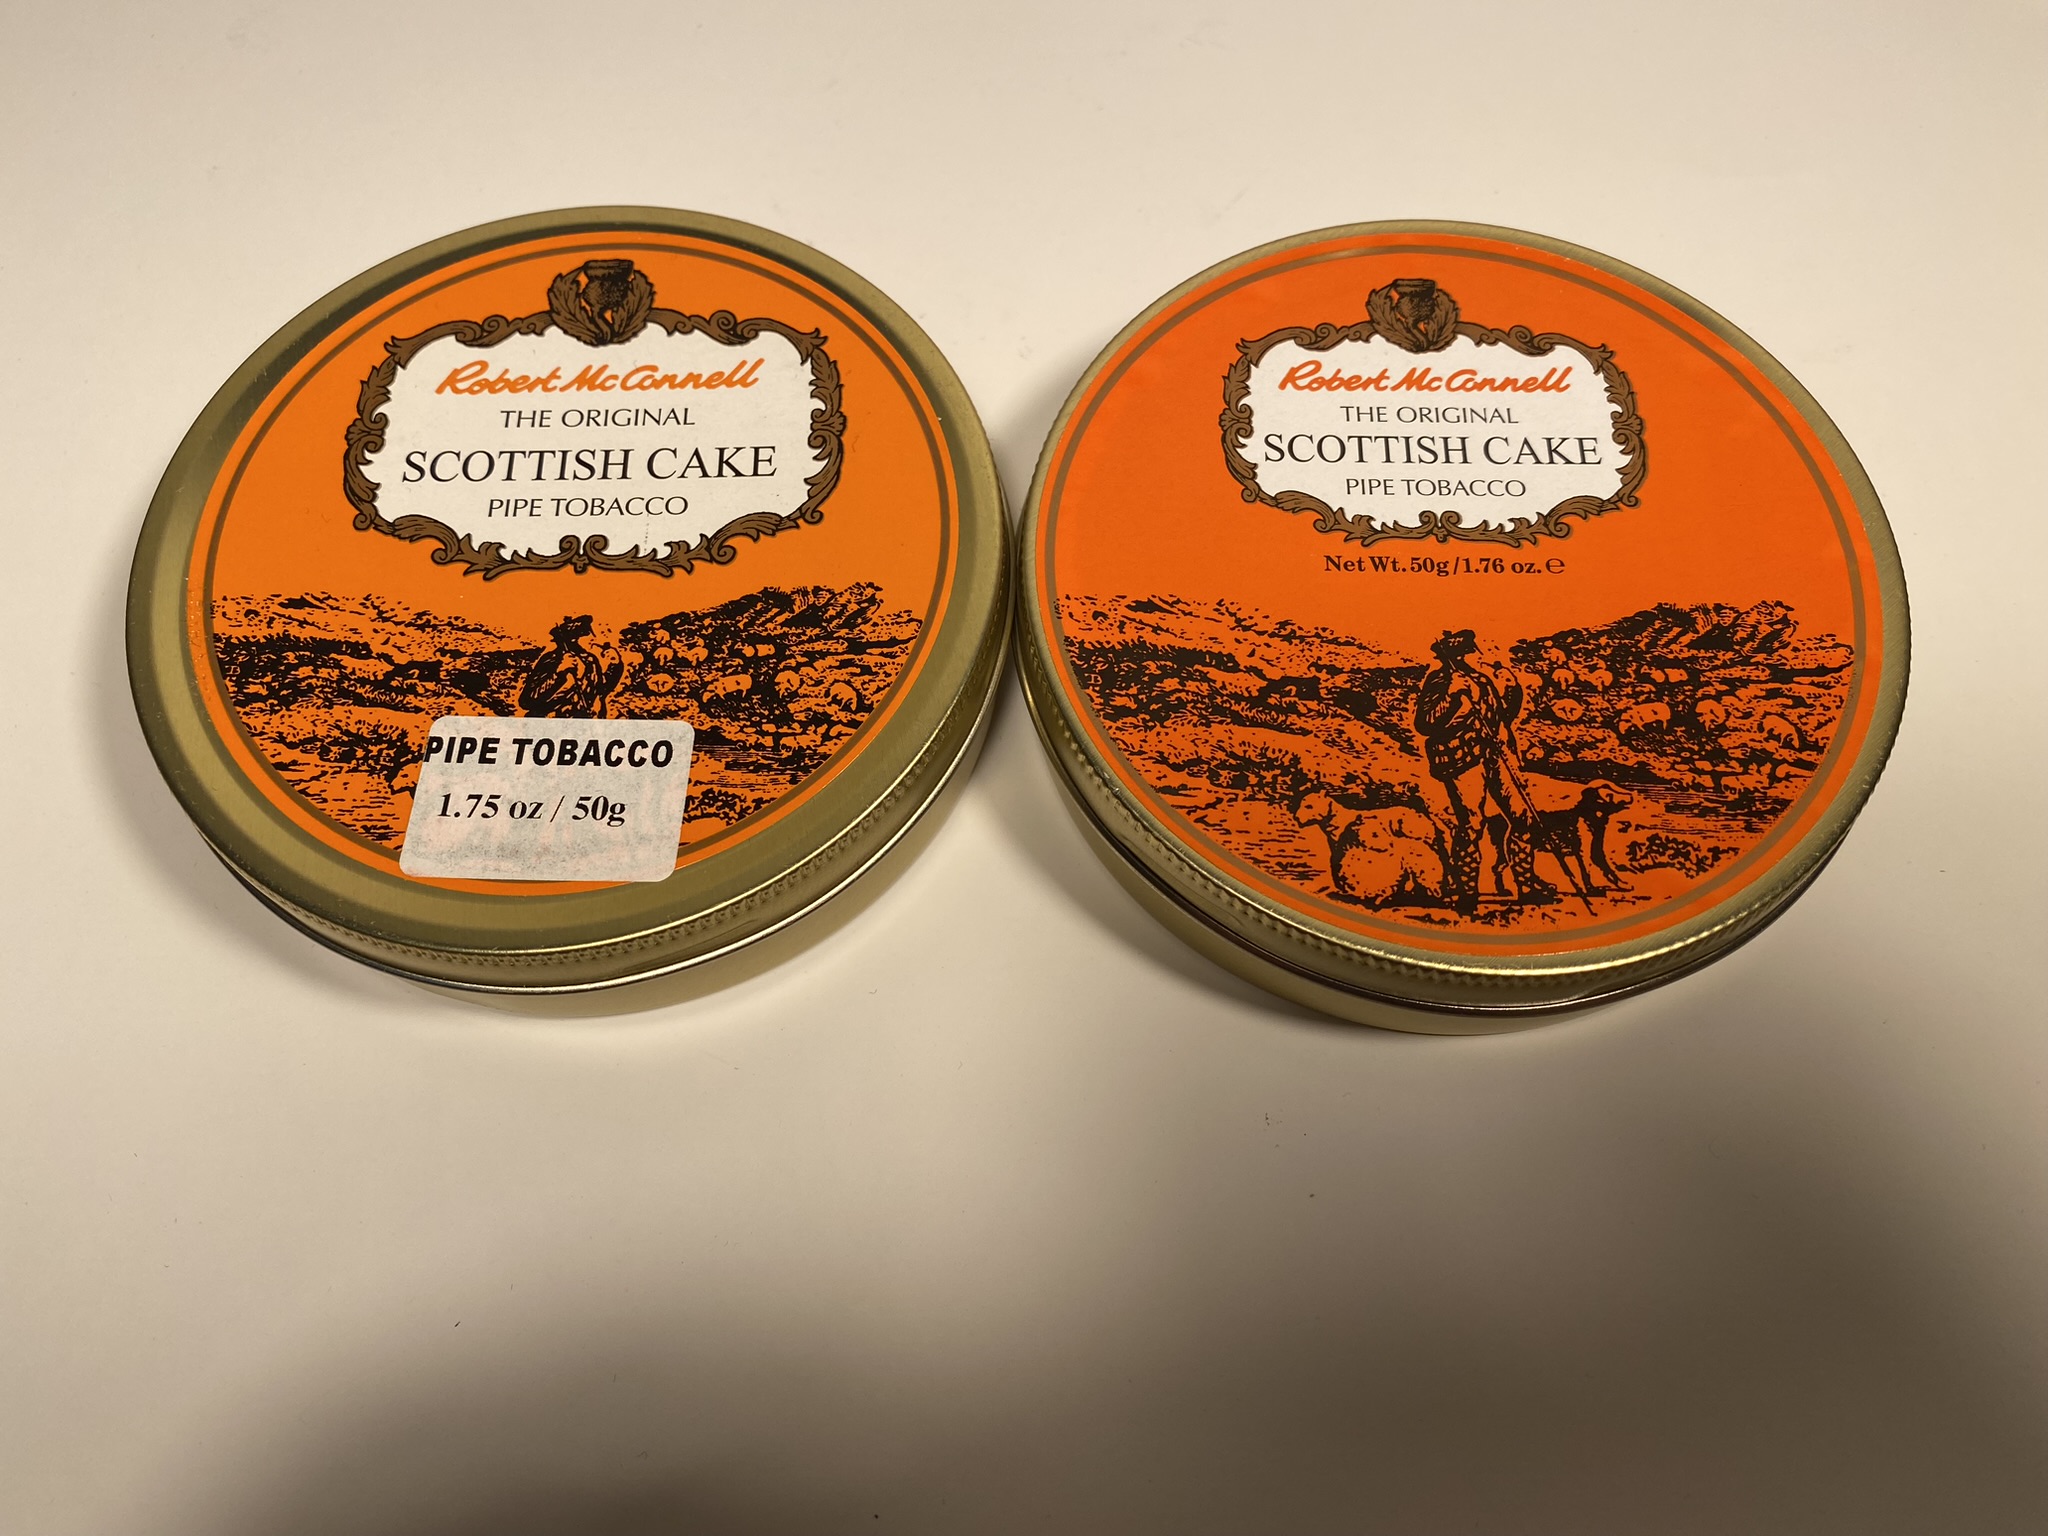 Robert McConnell
THE ORIGINAL
SCOTTISH CAKE
PIPE TOBACCO
PIPE TOBACCO
1.75 oz / 50g
Robert McConnell
THE ORIGINAL
SCOTTISH CAKE
PIPE TOBACCO
Net Wt. 50g/1.76 oz. ℮